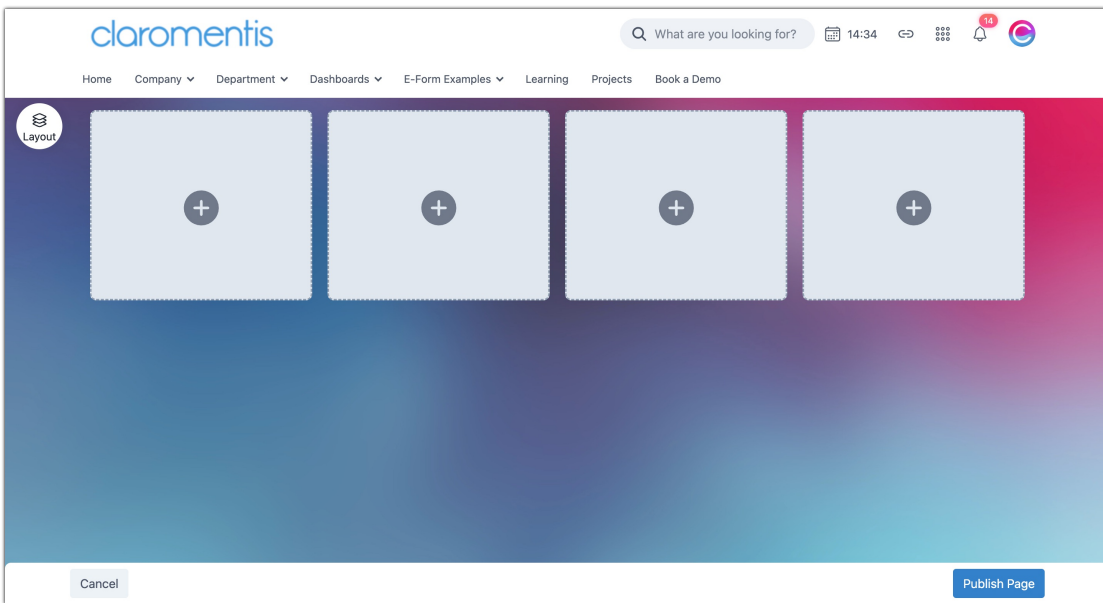 claromentis
What are you looking for?
14:34
14
Home Company Department Dashboards E-Form Examples Learning Projects Book a Demo
Layout
Cancel
Publish Page